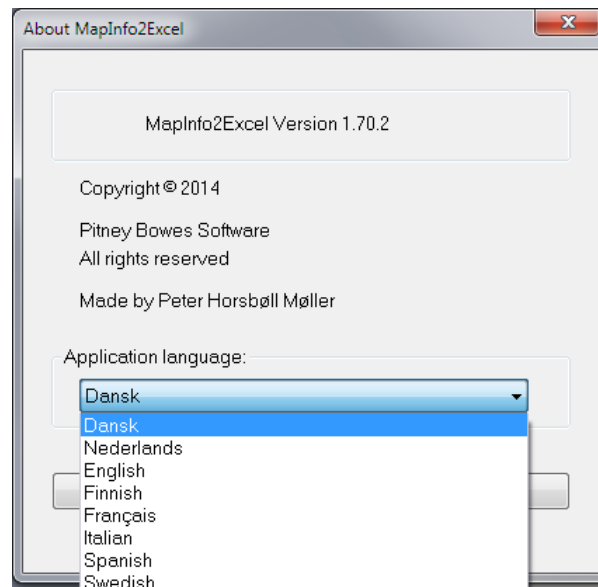 About MapInfo2Excel
MapInfo2Excel Version 1.70.2
Copyright © 2014
Pitney Bowes Software
All rights reserved
Made by Peter Horsbøll Møller
Application language:
Dansk
Dansk
Nederlands
English
Finnish
Français
Italian
Spanish
Swedish